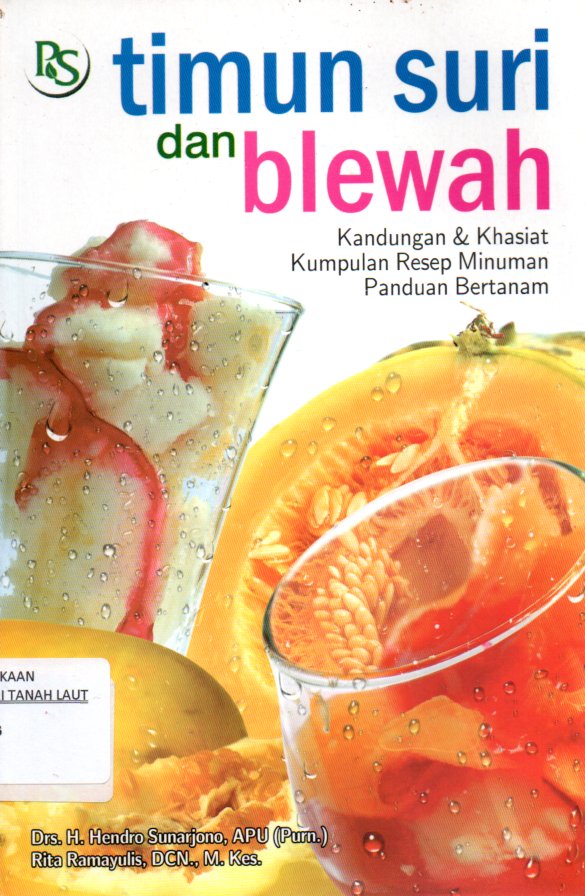 PS
timun suri
dan blewah
Kandungan & Khasiat
Kumpulan Resep Minuman
Panduan Bertanam
KAAN
I TANAH LAUT
Drs. H. Hendro Sunarjono, APU (Purn.)
Rita Ramayulis, DCN., M. Kes.